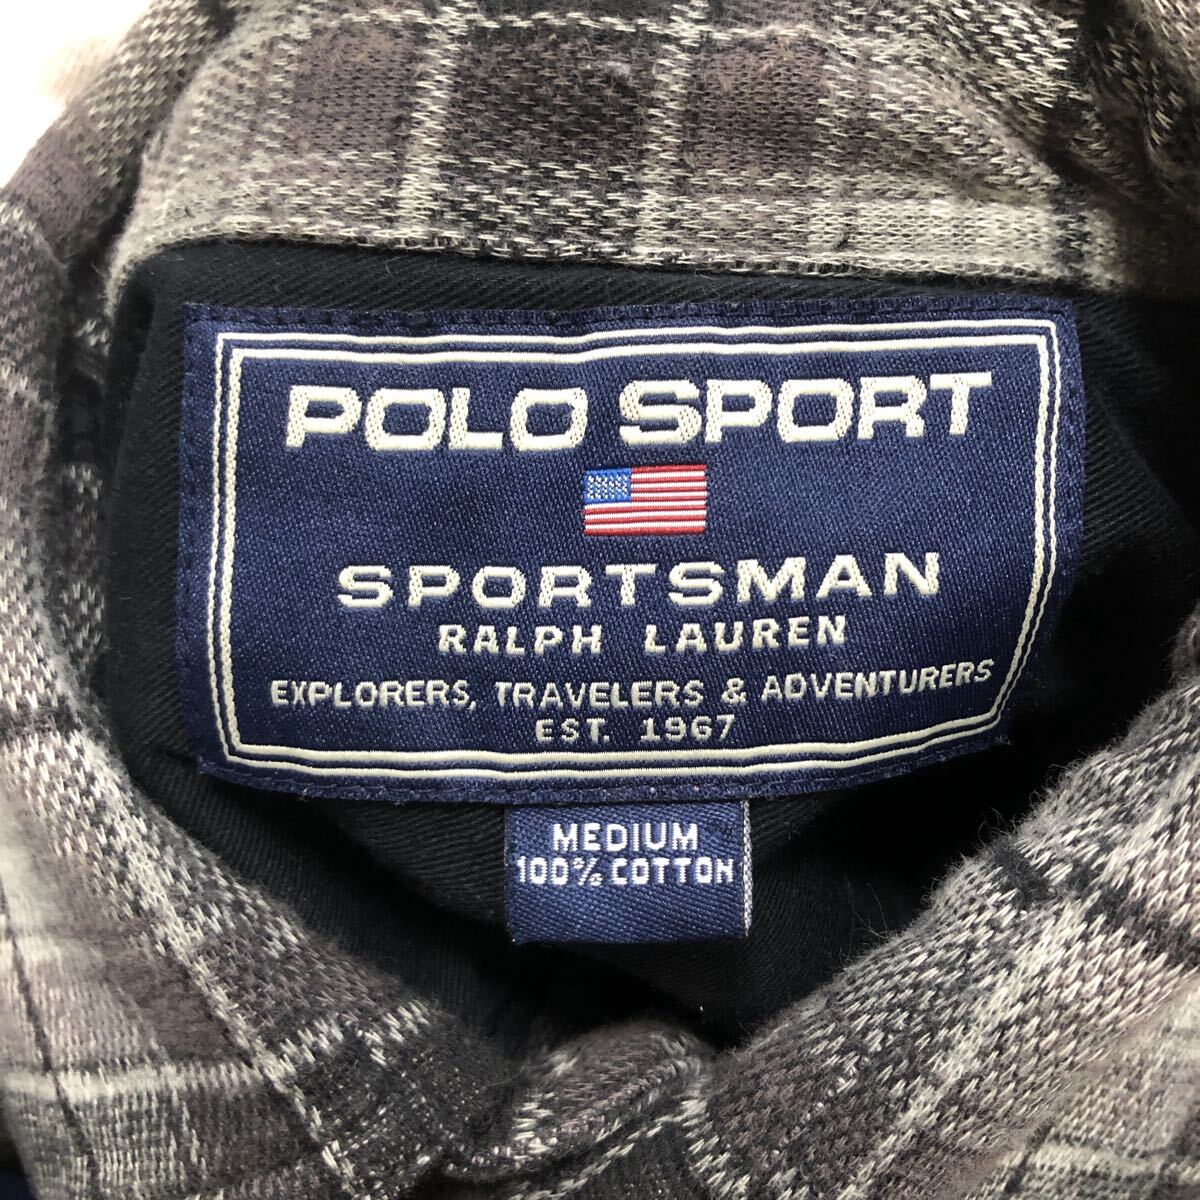 POLO SPORT
SPORTSMAN
RALPH LAUREN
EXPLORERS, TRAVELERS & ADVENTURERS
EST. 1967
MEDIUM
100% COTTON